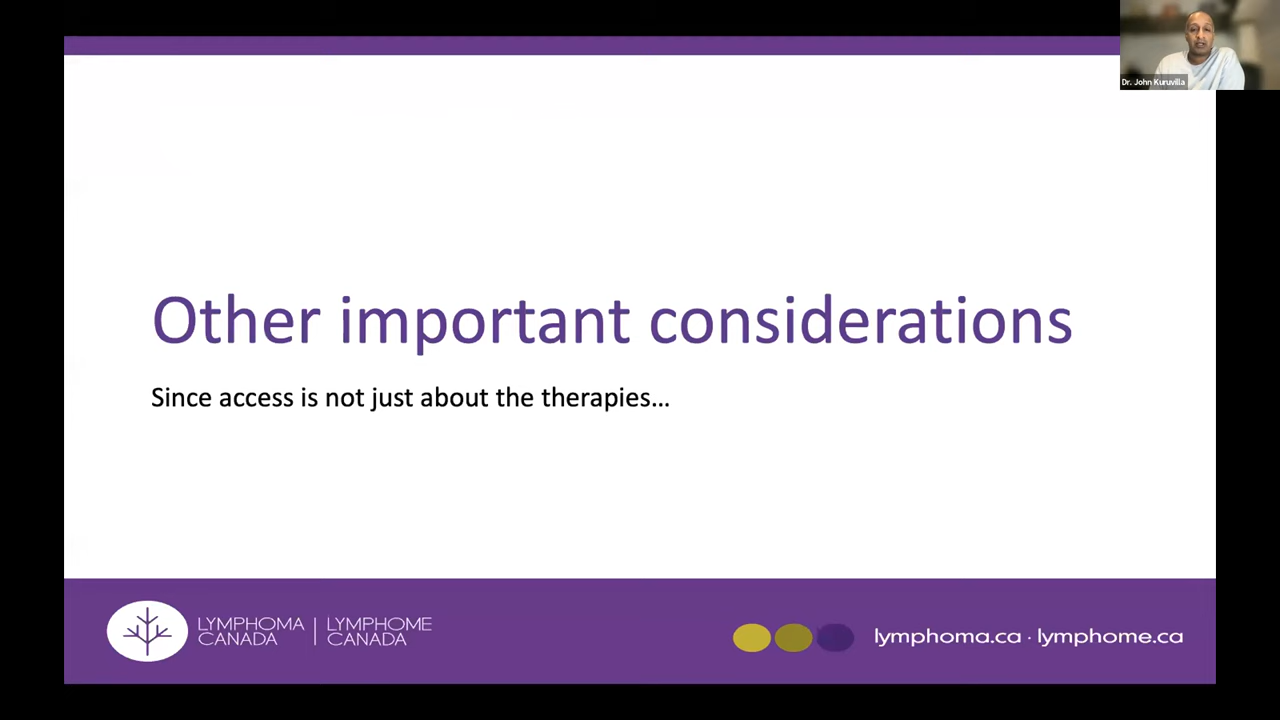 Dr. John Kuruvilla
Other important considerations
Since access is not just about the therapies...
LYMPHOMA | LYMPHOME
CANADA | CANADA
lymphoma.ca · lymphome.ca